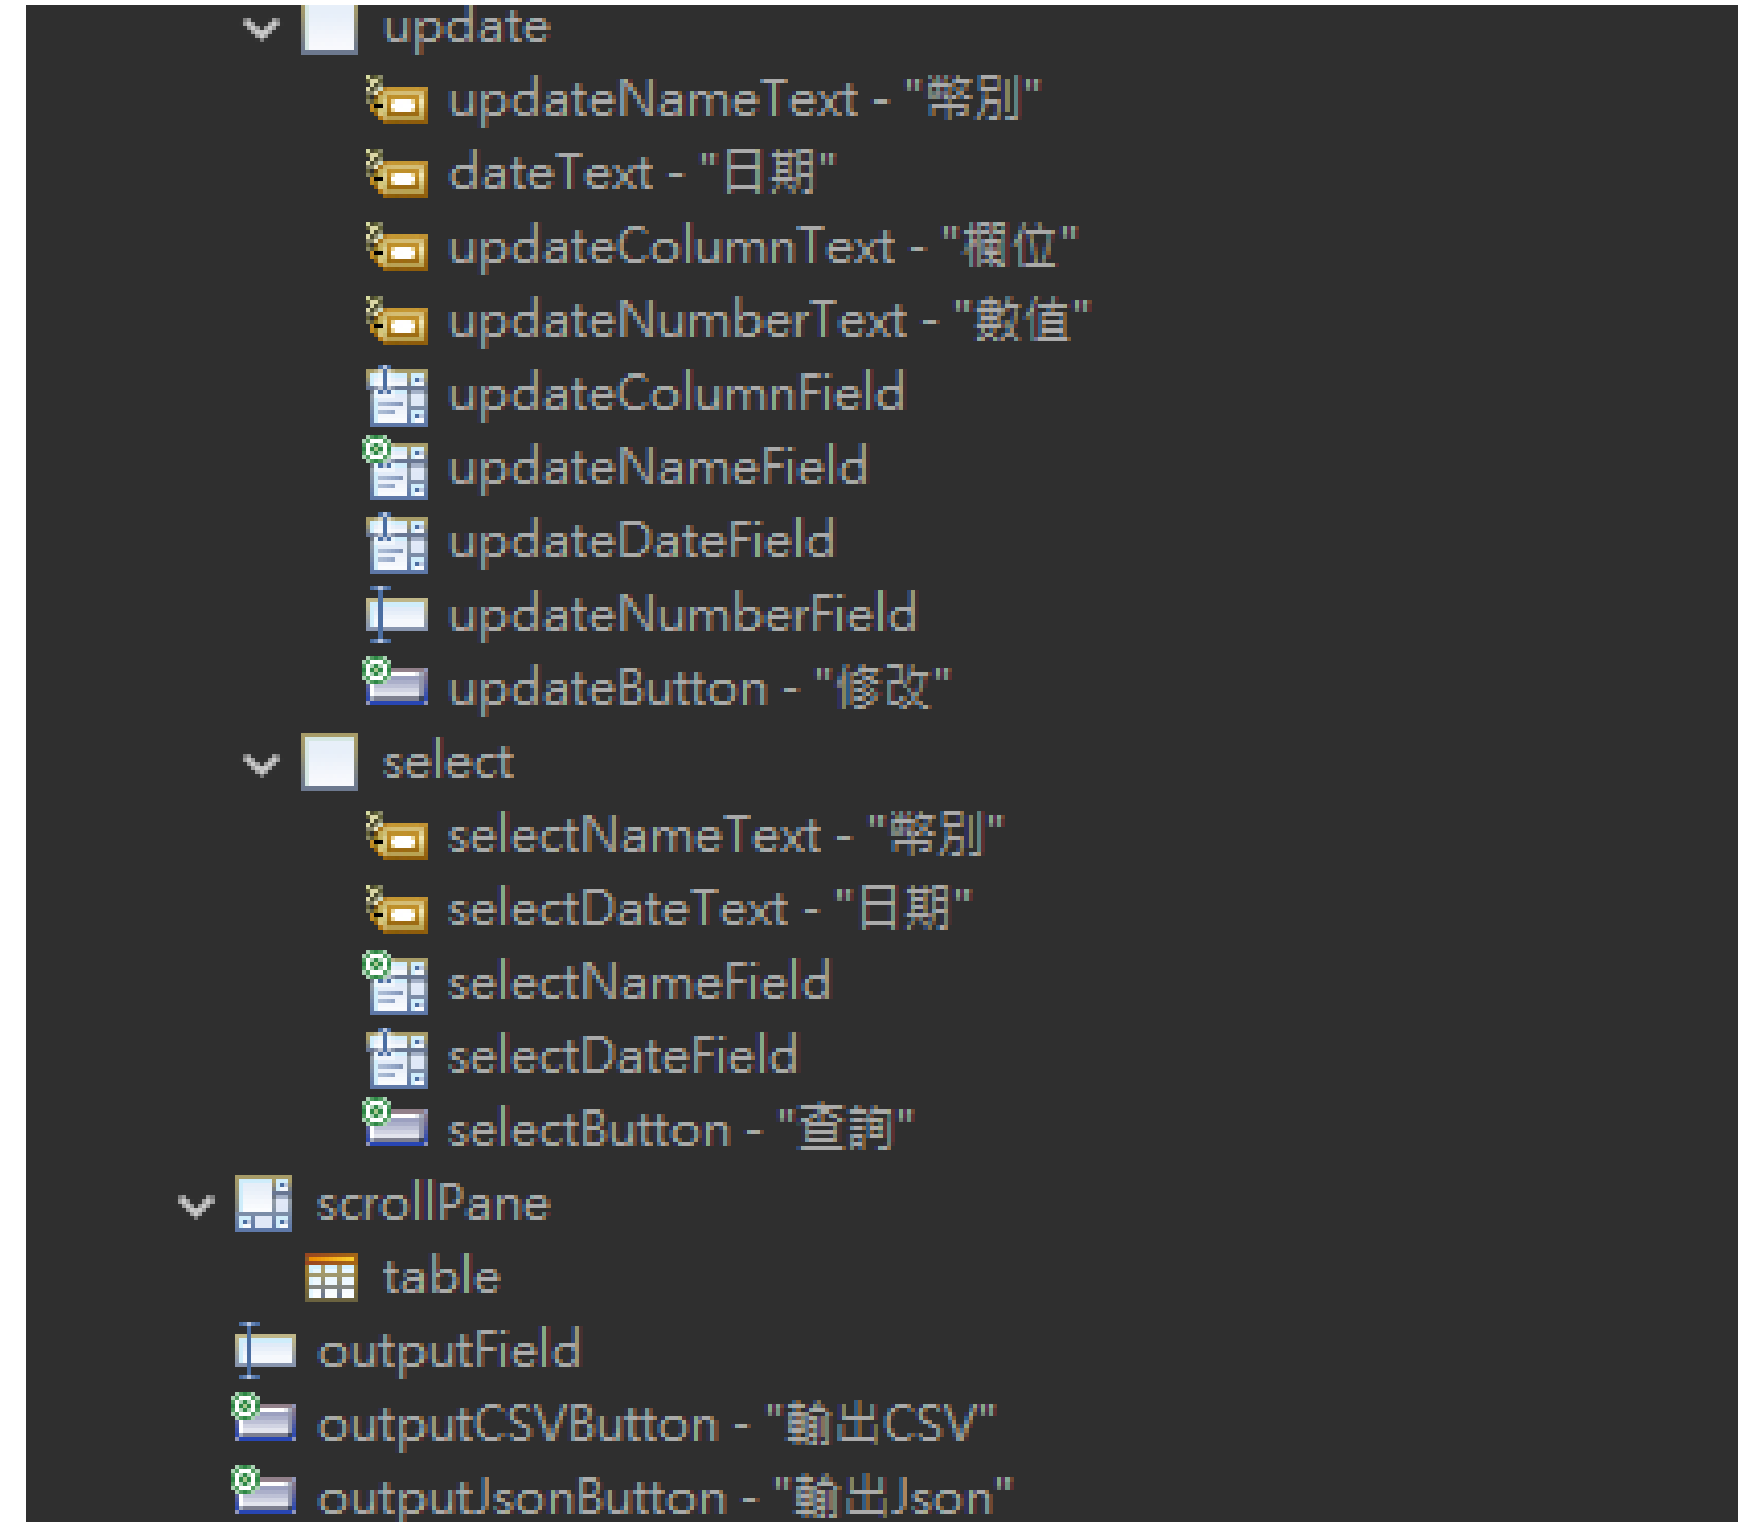 update
updateNameText - "幣別"
dateText - "日期"
updateColumnText - "欄位"
updateNumberText - "數值"
updateColumnField
updateNameField
updateDateField
updateNumberField
updateButton - "修改"
select
selectNameText - "幣別"
selectDateText - "日期"
selectNameField
selectDateField
selectButton - "查詢"
scrollPane
table
outputField
outputCSVButton - "輸出CSV"
outputJsonButton - "輸出Json"